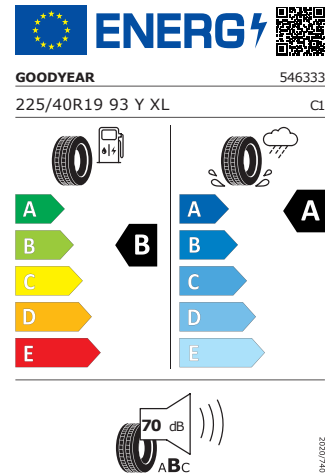 ENERG
GOODYEAR 546333
225/40R19 93 Y XL C1
A A A
B B B
C C
D D
E E
70 dB
ABC
2020/740